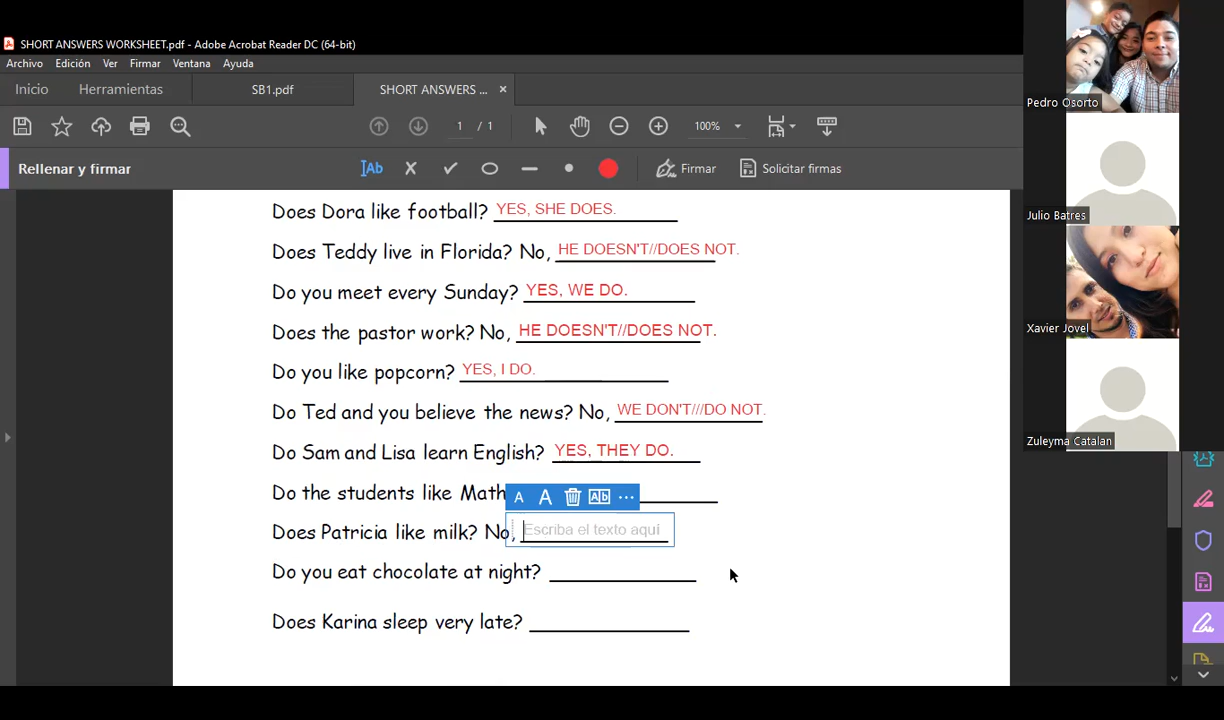 SHORT ANSWERS WORKSHEET.pdf - Adobe Acrobat Reader DC (64-bit)
Archivo Edición Ver Firmar Ventana Ayuda
Inicio Herramientas SB1.pdf SHORT ANSWERS ... ×
1 / 1 100%
Rellenar y firmar Ab Firmar Solicitar firmas
Does Dora like football? YES, SHE DOES.
Does Teddy live in Florida? No, HE DOESN'T//DOES NOT.
Do you meet every Sunday? YES, WE DO.
Does the pastor work? No, HE DOESN'T//DOES NOT.
Do you like popcorn? YES, I DO.
Do Ted and you believe the news? No, WE DON'T///DO NOT.
Do Sam and Lisa learn English? YES, THEY DO.
Do the students like Math
A A Ab ...
Does Patricia like milk? No, Escriba el texto aquí
Do you eat chocolate at night?
Does Karina sleep very late?
Pedro Osorto
Julio Batres
Xavier Jovel
Zuleyma Catalan